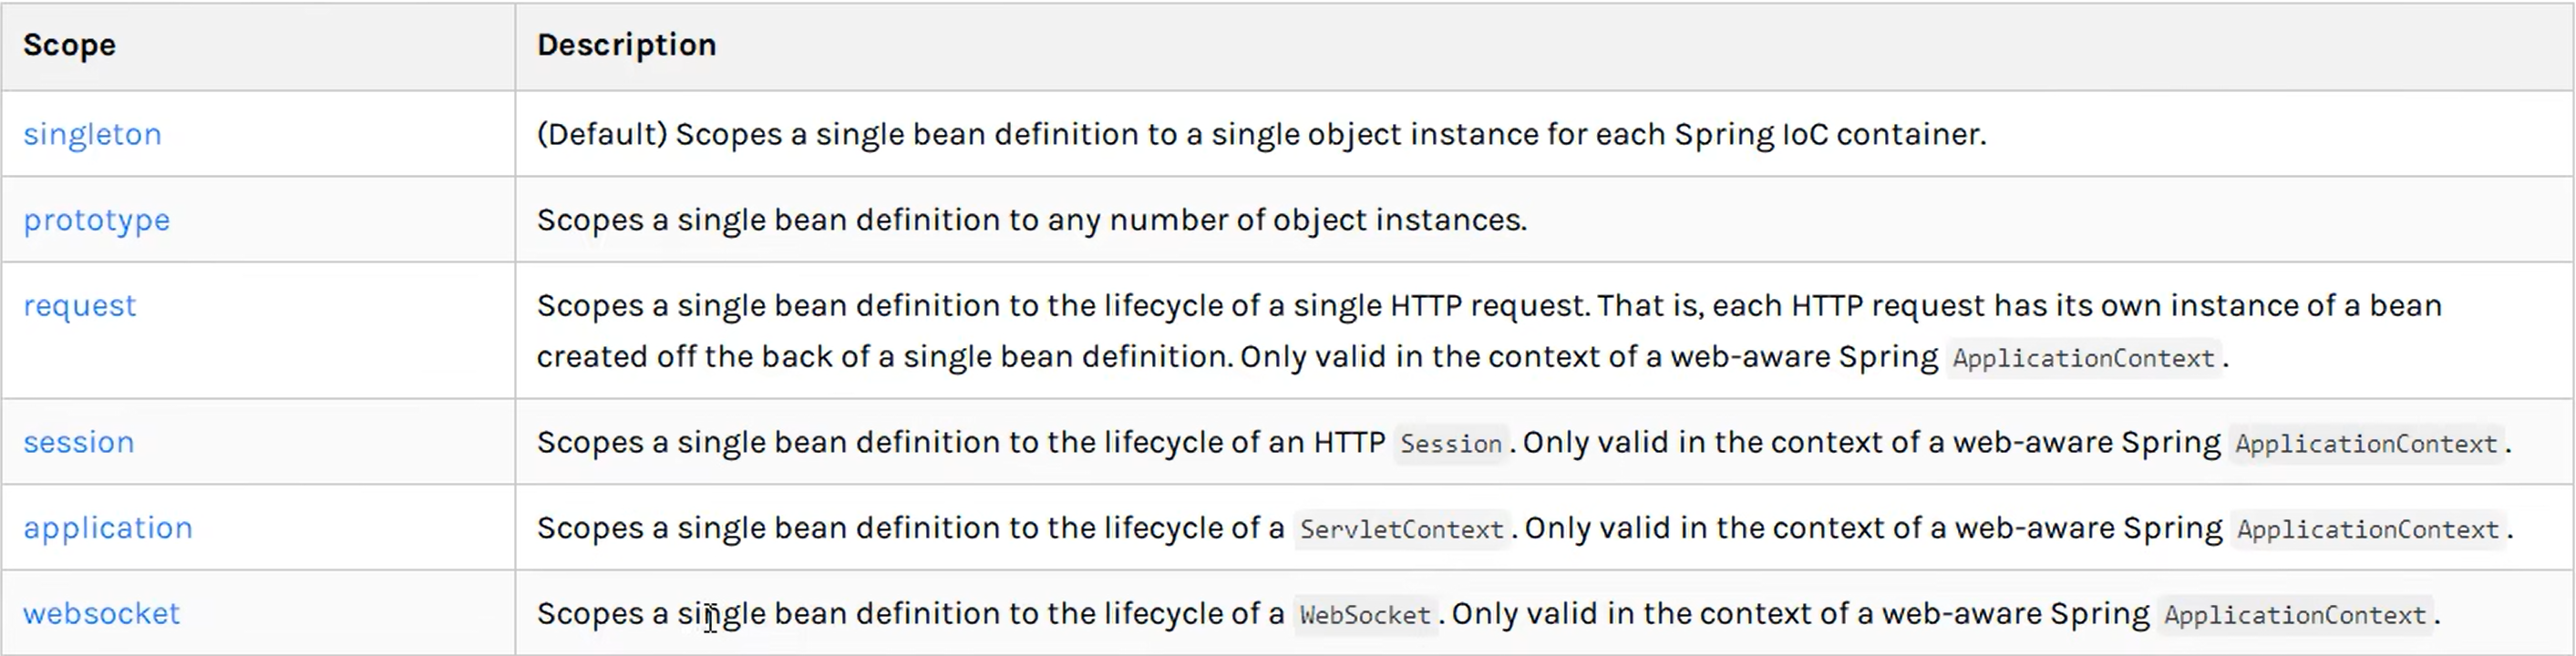 Scope Description
singleton (Default) Scopes a single bean definition to a single object instance for each Spring IoC container.
prototype Scopes a single bean definition to any number of object instances.
request Scopes a single bean definition to the lifecycle of a single HTTP request. That is, each HTTP request has its own instance of a bean
created off the back of a single bean definition. Only valid in the context of a web-aware Spring ApplicationContext.
session Scopes a single bean definition to the lifecycle of an HTTP Session. Only valid in the context of a web-aware Spring ApplicationContext.
application Scopes a single bean definition to the lifecycle of a ServletContext. Only valid in the context of a web-aware Spring ApplicationContext.
websocket Scopes a single bean definition to the lifecycle of a WebSocket. Only valid in the context of a web-aware Spring ApplicationContext.